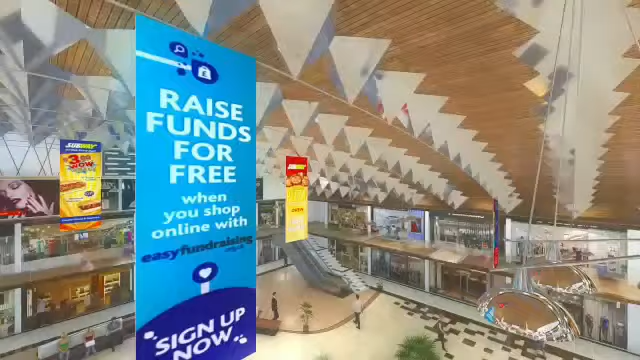 RAISE
FUNDS
FOR
FREE
when
you shop
online with
easyfundraising
SIGN UP
NOW
SUBWAY